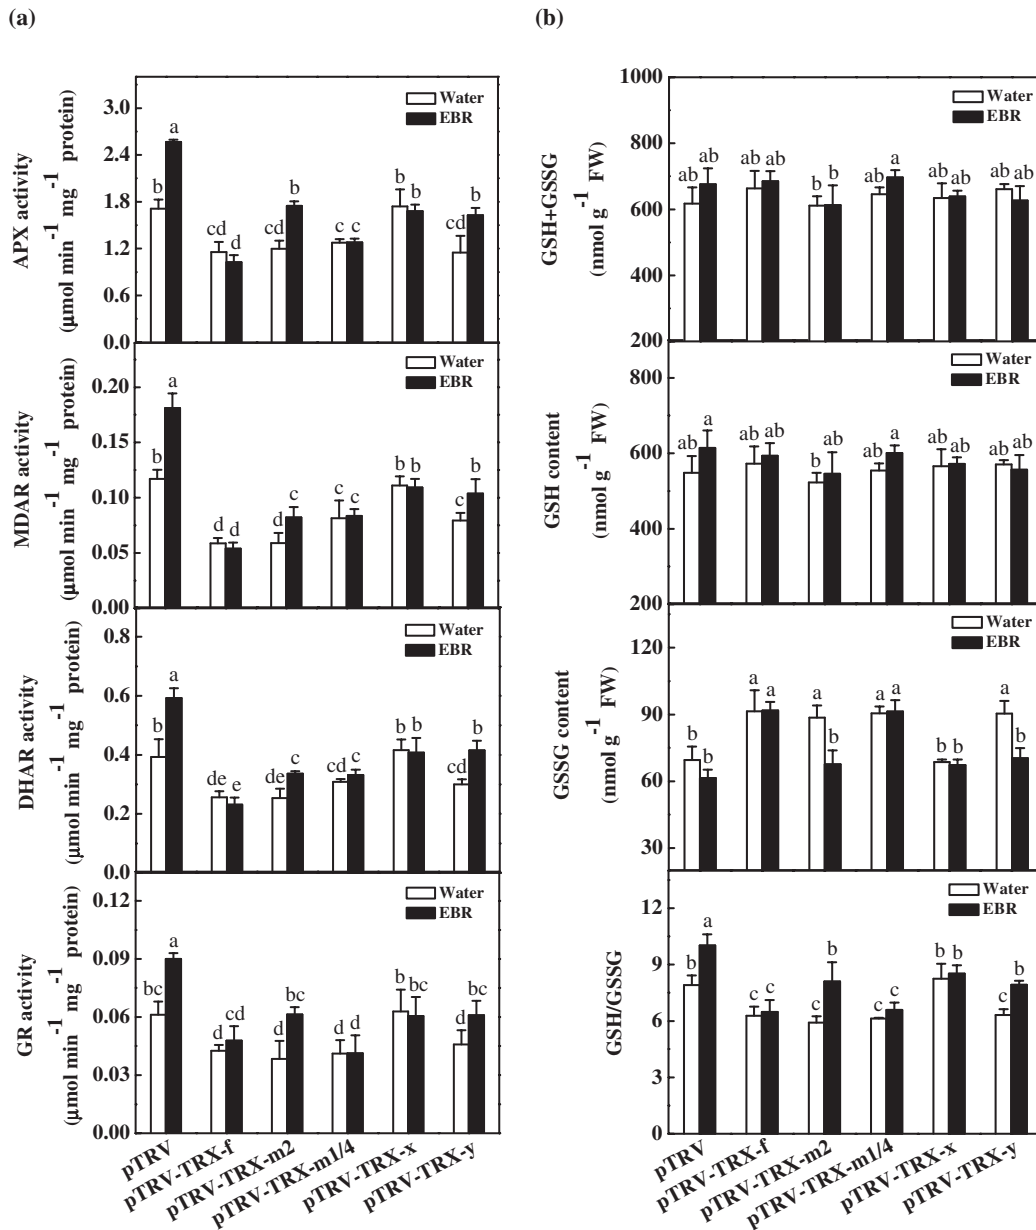 (a)
(b)
APX activity
(μmol min-1 mg-1 protein)
3.0
2.4
1.8
1.2
0.6
0.0
Water
EBR
b a cd d cd b c c b b cd b
MDAR activity
(μmol min-1 mg-1 protein)
0.20
0.15
0.10
0.05
0.00
Water
EBR
b a d d d c c c b b c b
DHAR activity
(μmol min-1 mg-1 protein)
0.8
0.6
0.4
0.2
0.0
Water
EBR
b a de e de c cd c b b cd b
GR activity
(μmol min-1 mg-1 protein)
0.12
0.09
0.06
0.03
0.00
Water
EBR
bc a d cd d bc d d b bc d bc
pTRV
pTRV-TRX-f
pTRV-TRX-m2
pTRV-TRX-m1/4
pTRV-TRX-x
pTRV-TRX-y
GSH+GSSG
(nmol g-1 FW)
1000
800
600
400
200
Water
EBR
ab ab ab ab b b ab a ab ab ab ab
GSH content
(nmol g-1 FW)
800
600
400
200
Water
EBR
ab a ab ab b ab ab a ab ab ab ab
GSSG content
(nmol g-1 FW)
120
90
60
30
Water
EBR
b b a a a b a a b b a b
GSH/GSSG
12
9
6
3
0
Water
EBR
b a c c c b c c b b c b
pTRV
pTRV-TRX-f
pTRV-TRX-m2
pTRV-TRX-m1/4
pTRV-TRX-x
pTRV-TRX-y